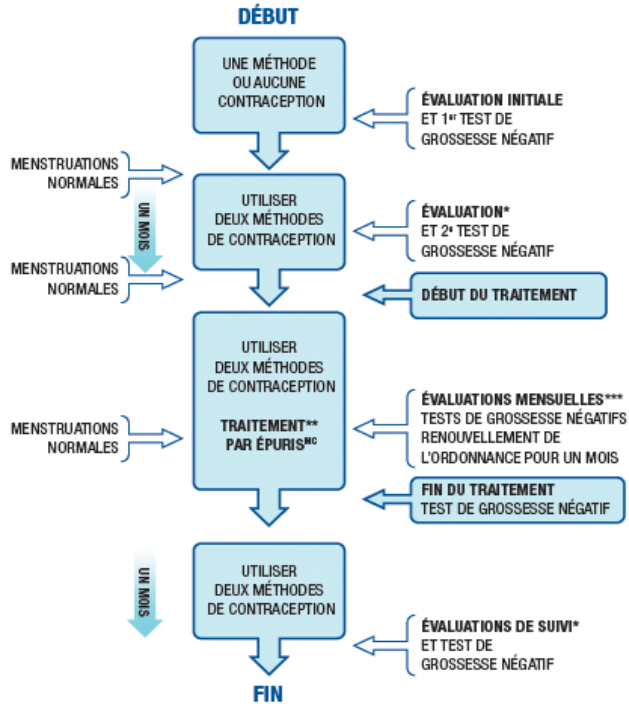 DÉBUT
UNE MÉTHODE
OU AUCUNE
CONTRACEPTION
ÉVALUATION INITIALE
ET 1er TEST DE
GROSSESSE NÉGATIF
MENSTRUATIONS
NORMALES
UN MOIS
UTILISER
DEUX MÉTHODES
DE CONTRACEPTION
ÉVALUATION*
ET 2e TEST DE
GROSSESSE NÉGATIF
MENSTRUATIONS
NORMALES
DÉBUT DU TRAITEMENT
UTILISER
DEUX MÉTHODES
DE CONTRACEPTION
TRAITEMENT**
PAR ÉPURISMC
MENSTRUATIONS
NORMALES
ÉVALUATIONS MENSUELLES***
TESTS DE GROSSESSE NÉGATIFS
RENOUVELLEMENT DE
L'ORDONNANCE POUR UN MOIS
FIN DU TRAITEMENT
TEST DE GROSSESSE NÉGATIF
UN MOIS
UTILISER
DEUX MÉTHODES
DE CONTRACEPTION
ÉVALUATIONS DE SUIVI*
ET TEST DE
GROSSESSE NÉGATIF
FIN